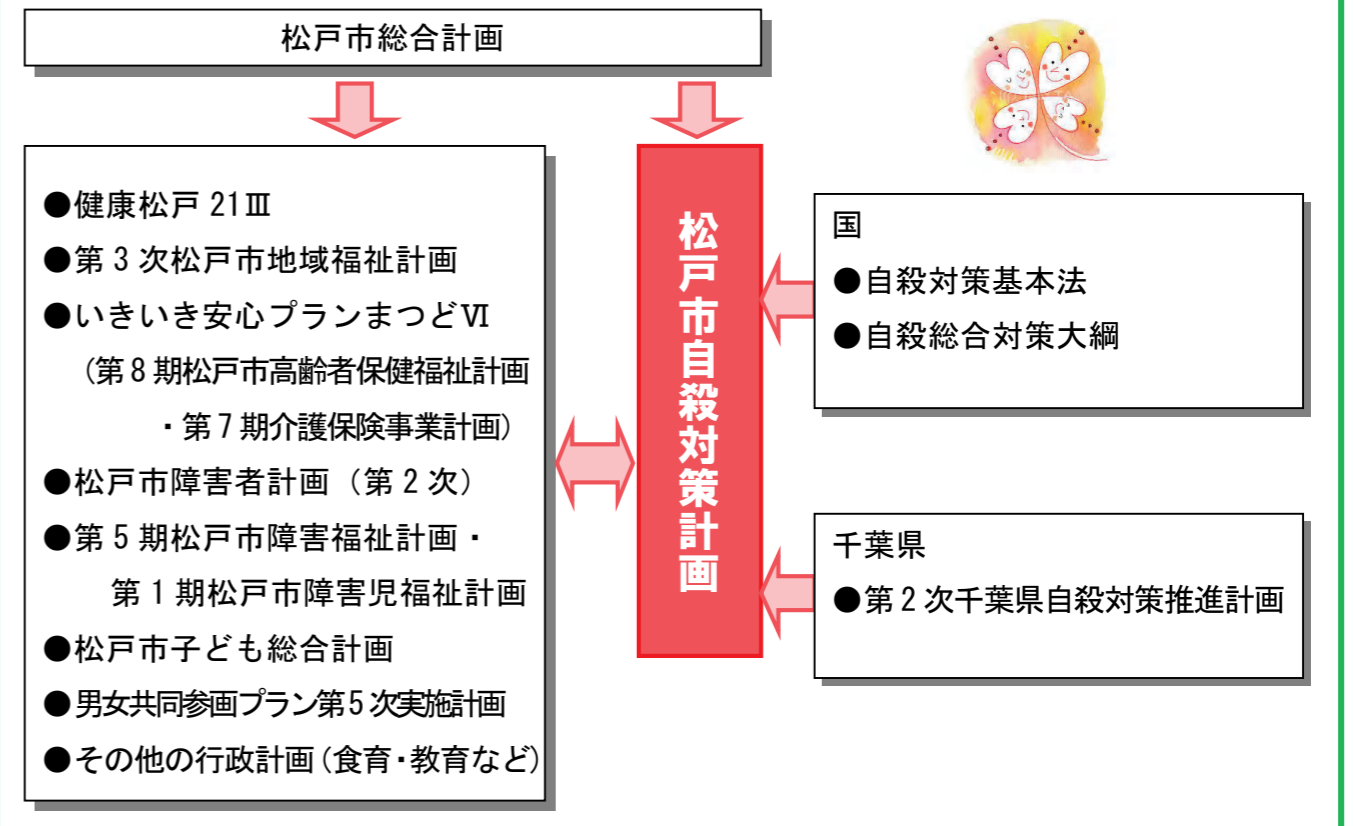 松戸市総合計画
●健康松戸21Ⅲ
●第3次松戸市地域福祉計画
●いきいき安心プランまつどⅥ
（第8期松戸市高齢者保健福祉計画
・第7期介護保険事業計画）
●松戸市障害者計画（第2次）
●第5期松戸市障害福祉計画・
第1期松戸市障害児福祉計画
●松戸市子ども総合計画
●男女共同参画プラン第5次実施計画
●その他の行政計画（食育・教育など）
松戸市自殺対策計画
国
●自殺対策基本法
●自殺総合対策大綱
千葉県
●第2次千葉県自殺対策推進計画